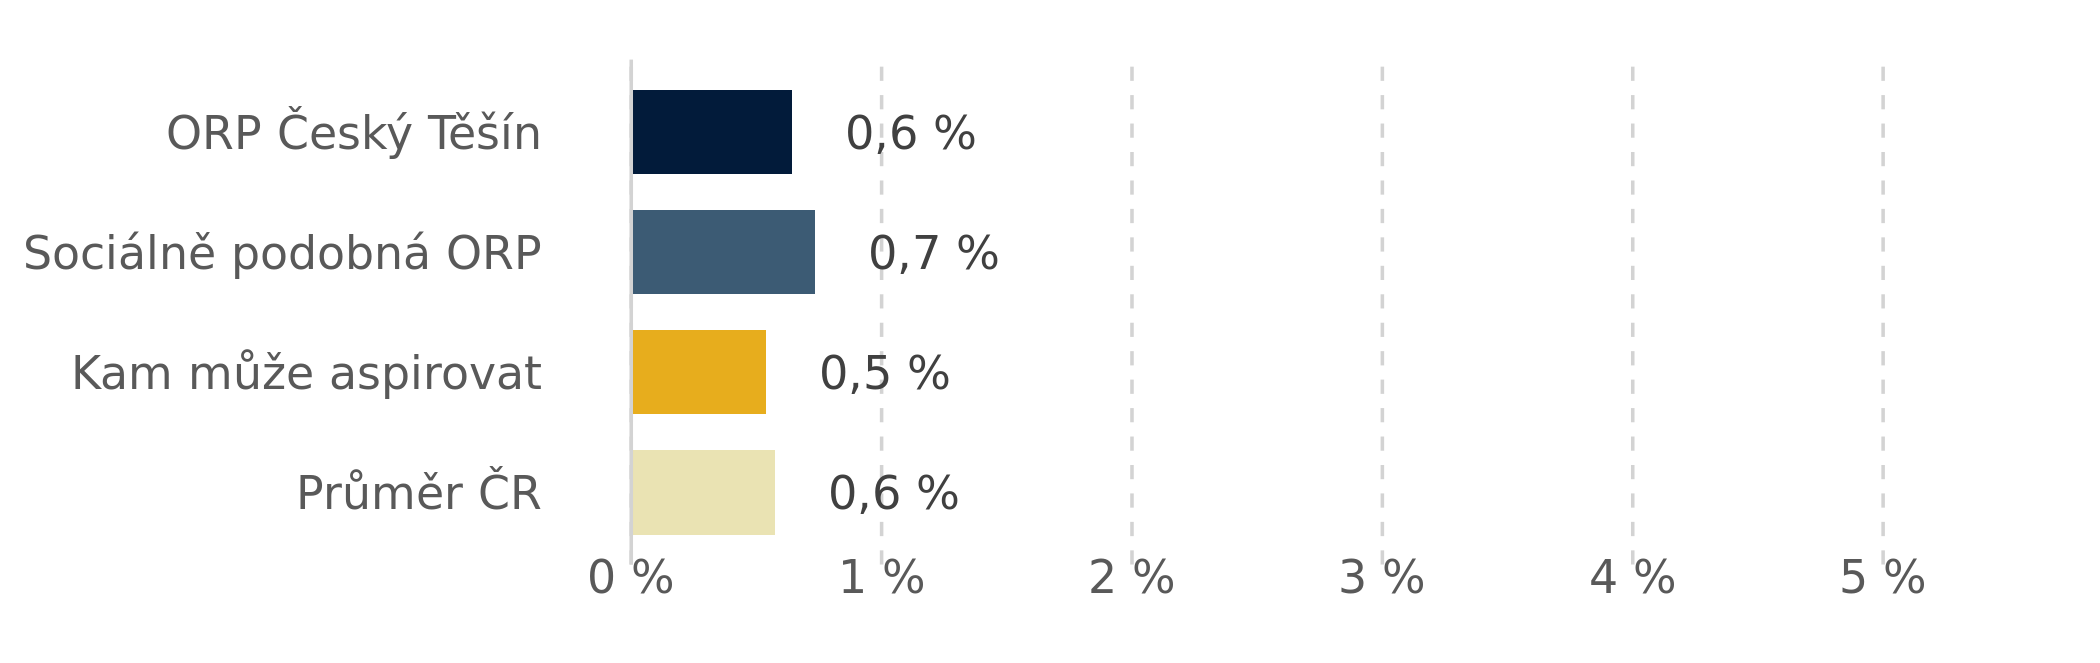 ORP Český Těšín 0,6 %
Sociálně podobná ORP 0,7 %
Kam může aspirovat 0,5 %
Průměr ČR 0,6 %
0 % 1 % 2 % 3 % 4 % 5 %